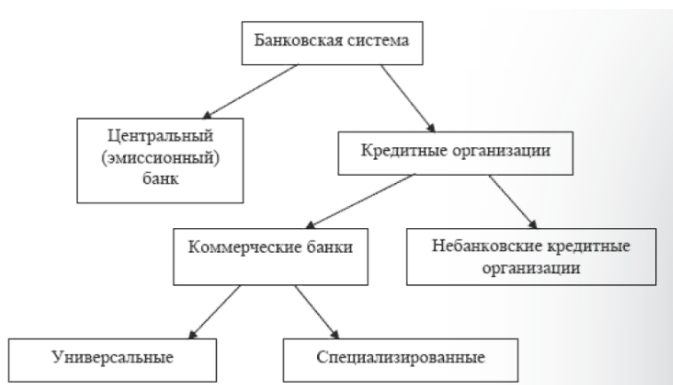 Банковская система
Центральный
(эмиссионный)
банк
Кредитные организации
Коммерческие банки
Небанковские кредитные
организации
Универсальные
Специализированные